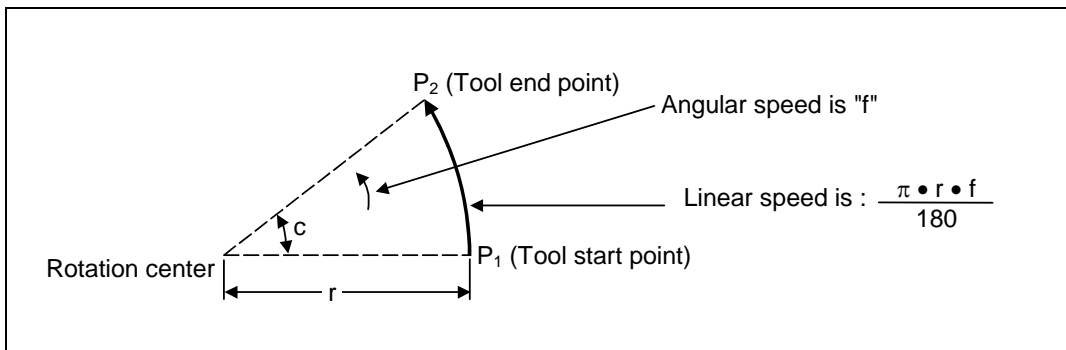 P₂ (Tool end point)
Angular speed is "f"
Linear speed is : π • r • f / 180
c
P₁ (Tool start point)
Rotation center
r